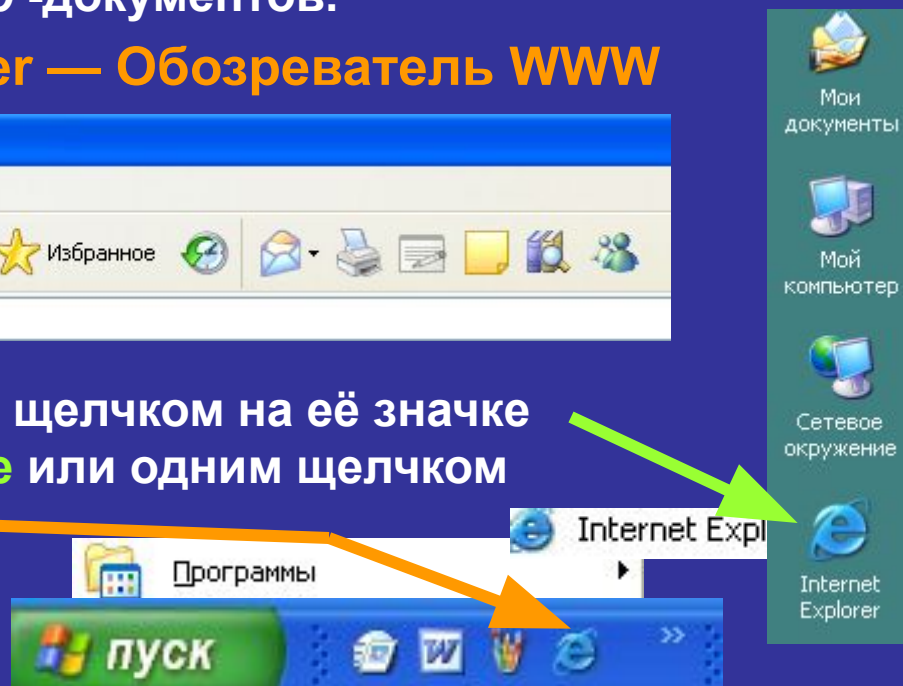 -документов.
er — Обозреватель WWW
Избранное
щелчком на её значке
е или одним щелчком
Internet Expl
Программы
пуск
Мои
документы
Мой
компьютер
Сетевое
окружение
Internet
Explorer